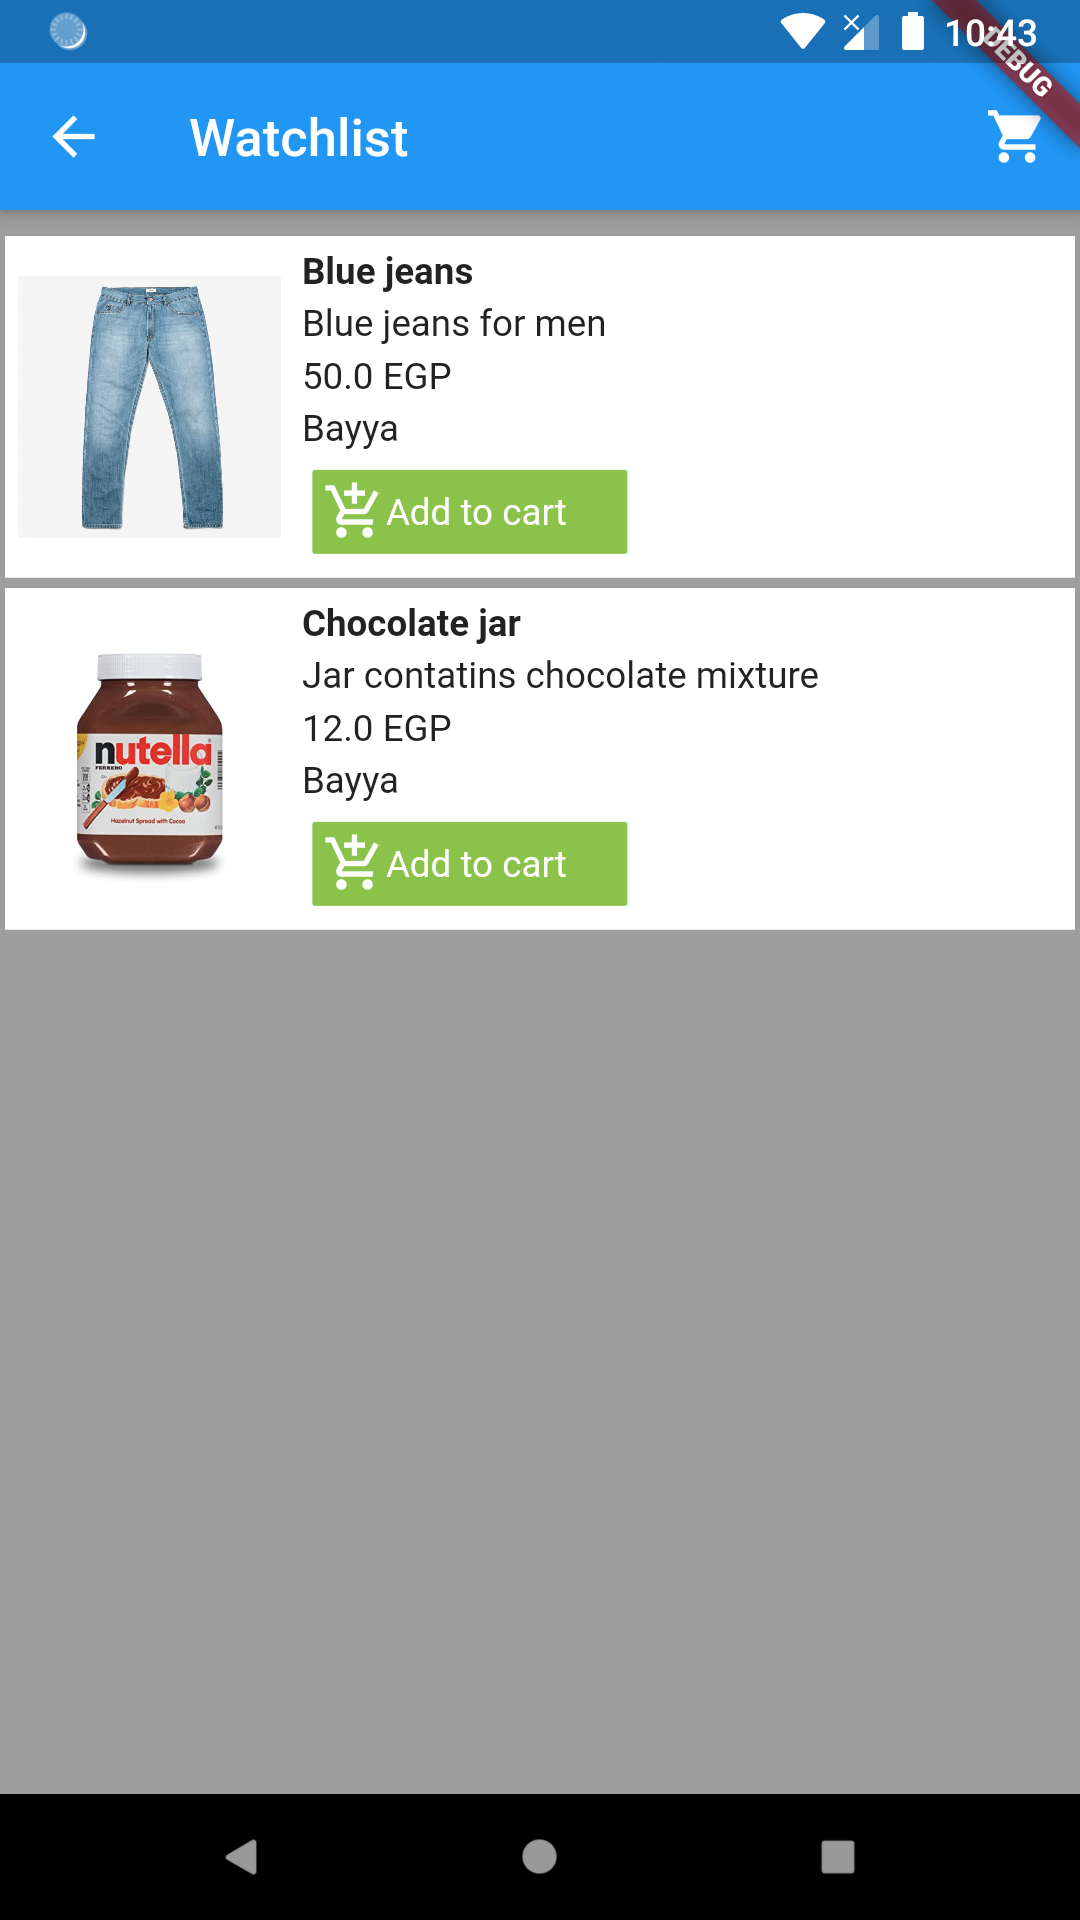 10:43
DEBUG
Watchlist
Blue jeans
Blue jeans for men
50.0 EGP
Bayya
Add to cart
Chocolate jar
Jar contatins chocolate mixture
12.0 EGP
Bayya
Add to cart
nutella
FERRERO
Hazelnut Spread with Cocoa